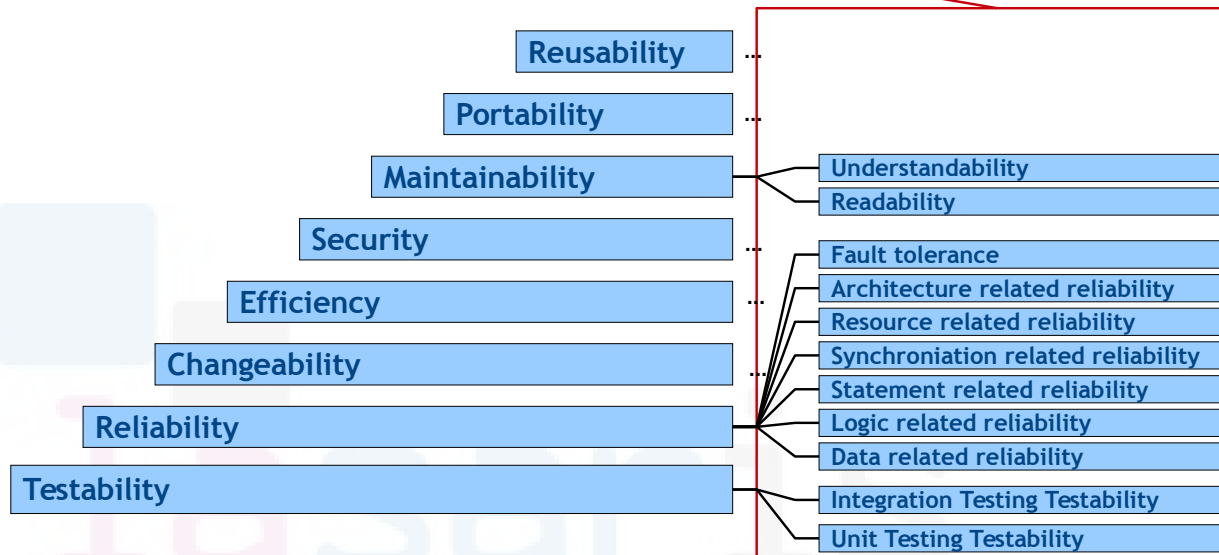 Reusability ...
Portability ...
Maintainability
Understandability
Readability
Security ...
Efficiency ...
Changeability ...
Reliability
Fault tolerance
Architecture related reliability
Resource related reliability
Synchroniation related reliability
Statement related reliability
Logic related reliability
Data related reliability
Testability
Integration Testing Testability
Unit Testing Testability